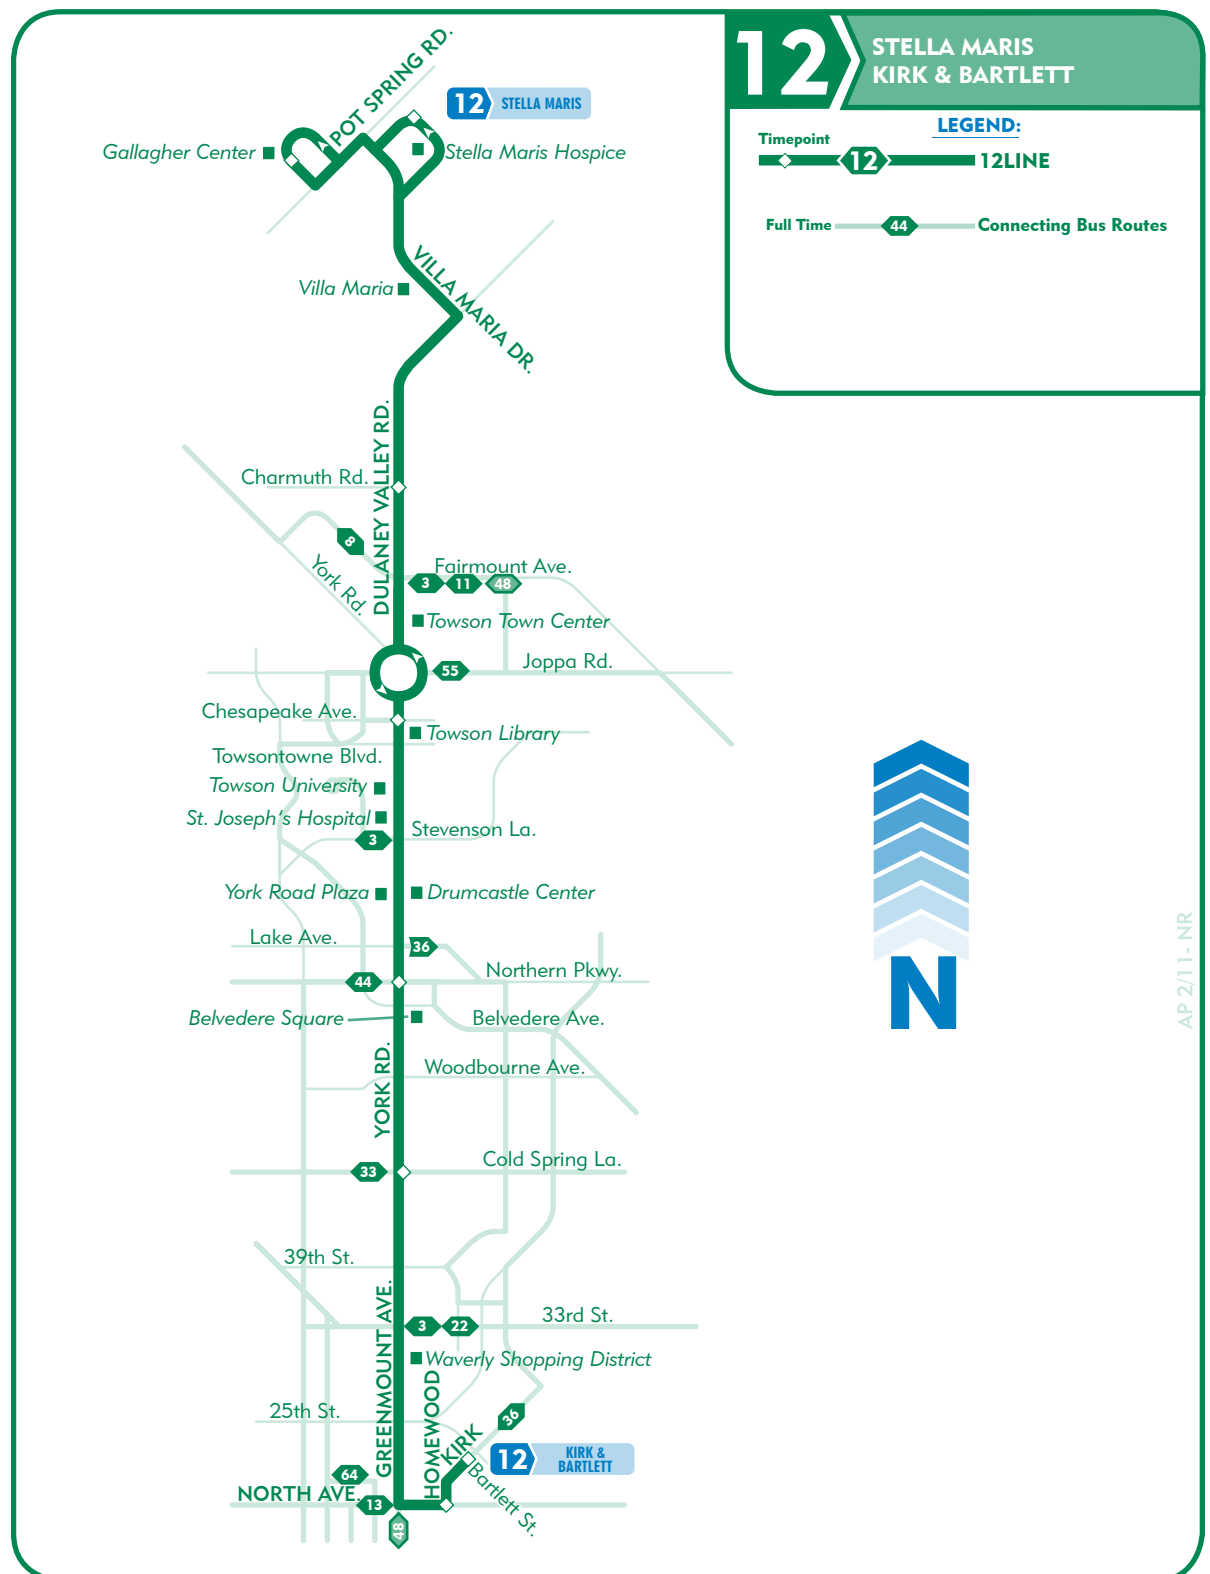 12
STELLA MARIS
KIRK & BARTLETT
LEGEND:
Timepoint
12
12LINE
Full Time
44
Connecting Bus Routes
POT SPRING RD.
12
STELLA MARIS
Gallagher Center
Stella Maris Hospice
VILLA MARIA DR.
Villa Maria
DULANEY VALLEY RD.
Charmuth Rd.
8
York Rd.
Fairmount Ave.
3
11
48
Towson Town Center
55
Joppa Rd.
Chesapeake Ave.
Towson Library
Towsontowne Blvd.
Towson University
St. Joseph's Hospital
3
Stevenson La.
York Road Plaza
Drumcastle Center
Lake Ave.
36
44
Northern Pkwy.
Belvedere Square
Belvedere Ave.
YORK RD.
Woodbourne Ave.
Cold Spring La.
33
39th St.
GREENMOUNT AVE.
33rd St.
3
22
Waverly Shopping District
HOMEWOOD
25th St.
36
KIRK
12
KIRK &
BARTLETT
Bartlett St.
64
NORTH AVE.
13
48
N
AP 2/11- NR